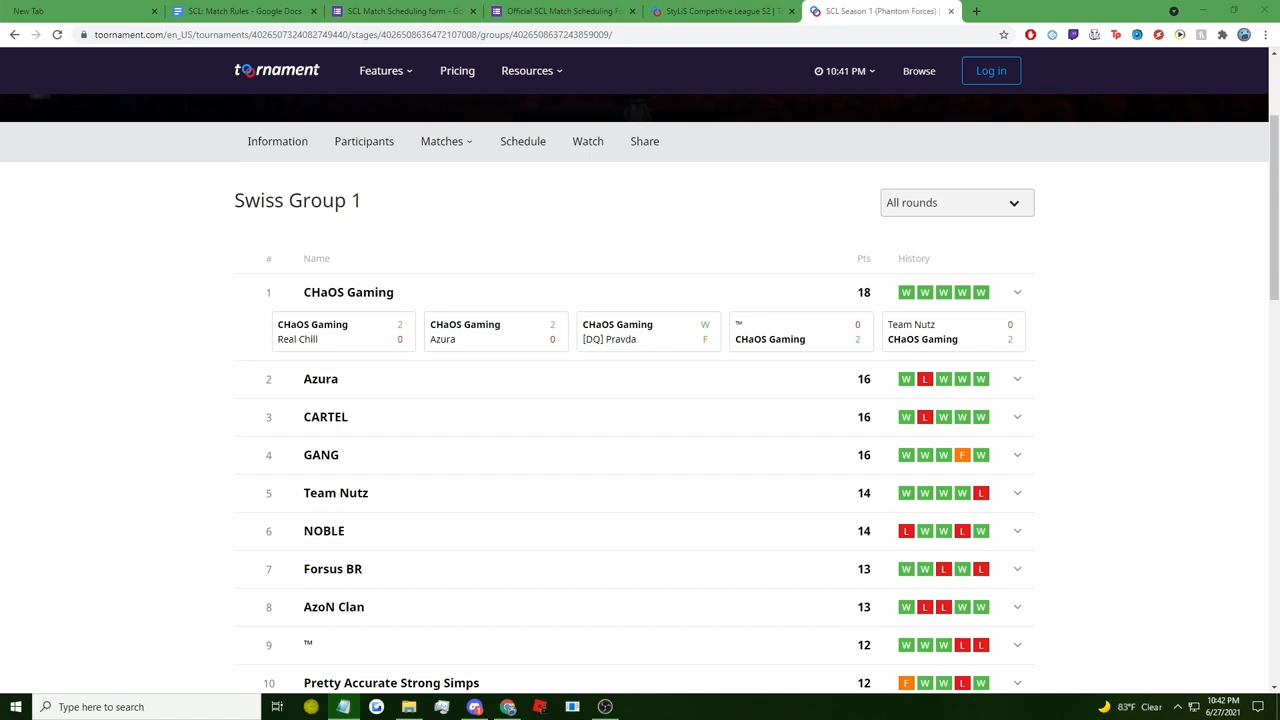 New Tab
SCL: Match Rules - Google Docs
SCL Match Scheduling form - Go
Official SCL Match Scheduling Fo
StyLiS Competitive League S2 | T
SCL Season 1 (Phantom Forces) |
toornament.com/en_US/tournaments/4026507324082749440/stages/4026508636472107008/groups/4026508637243859009/
toornament
Features
Pricing
Resources
10:41 PM
Browse
Log in
Information
Participants
Matches
Schedule
Watch
Share
Swiss Group 1
All rounds
# Name Pts History
1 CHaOS Gaming 18 W W W W W
CHaOS Gaming 2
Real Chill 0
CHaOS Gaming 2
Azura 0
CHaOS Gaming W
[DQ] Pravda F
™ 0
CHaOS Gaming 2
Team Nutz 0
CHaOS Gaming 2
2 Azura 16 W L W W W
3 CARTEL 16 W L W W W
4 GANG 16 W W W F W
5 Team Nutz 14 W W W W L
6 NOBLE 14 L W W L W
7 Forsus BR 13 W W L W L
8 AzoN Clan 13 W L L W W
9 ™ 12 W W W L L
10 Pretty Accurate Strong Simps 12 F W W L W
Type here to search
83°F Clear
10:42 PM
6/27/2021